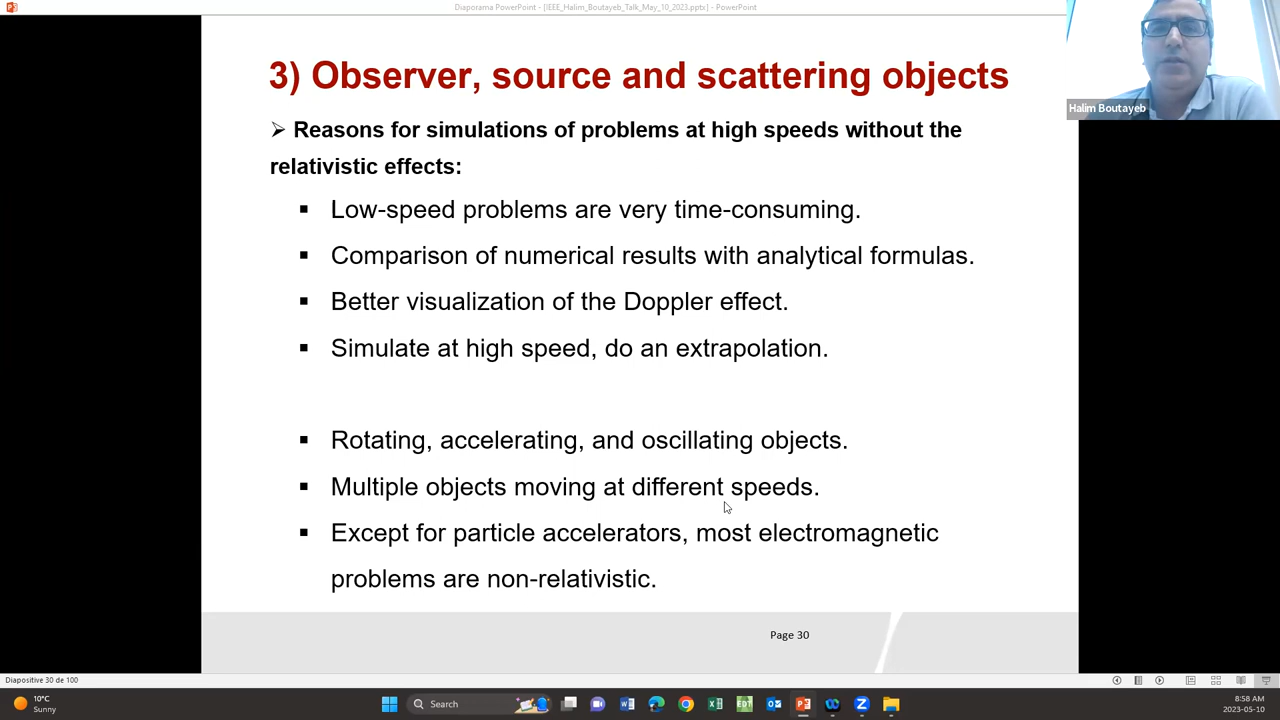 Diaporama PowerPoint - [IEEE_Halim_Boutayeb_Talk_May_10_2023.pptx] - PowerPoint
3) Observer, source and scattering objects
Halim Boutayeb
➢ Reasons for simulations of problems at high speeds without the
relativistic effects:
▪ Low-speed problems are very time-consuming.
▪ Comparison of numerical results with analytical formulas.
▪ Better visualization of the Doppler effect.
▪ Simulate at high speed, do an extrapolation.
▪ Rotating, accelerating, and oscillating objects.
▪ Multiple objects moving at different speeds.
▪ Except for particle accelerators, most electromagnetic
problems are non-relativistic.
Page 30
Diapositive 30 de 100
10°C
Sunny
Search
EDT
8:58 AM
2023-05-10